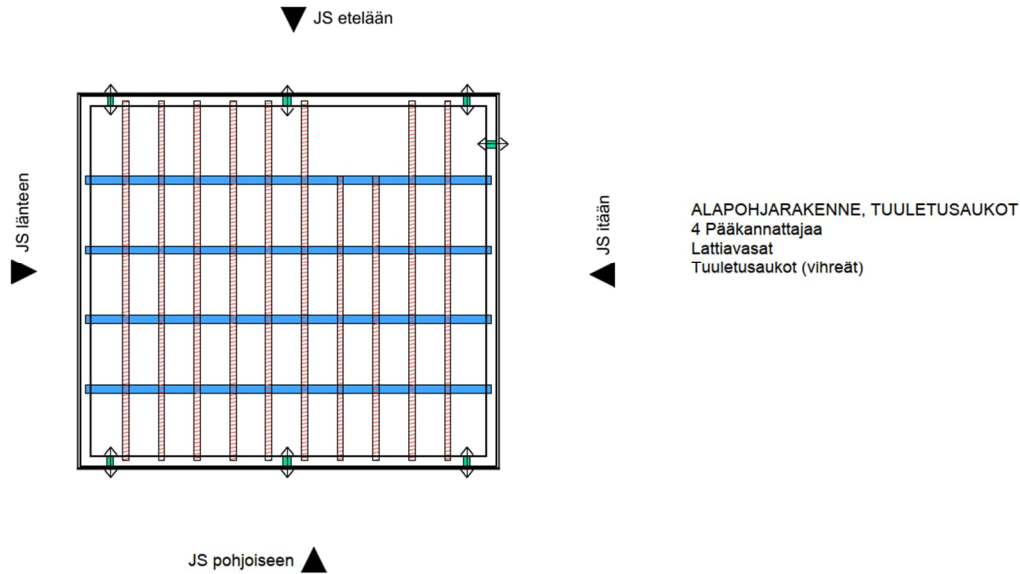 JS etelään
JS länteen
JS itään
ALAPOHJARAKENNE, TUULETUSAUKOT
4 Pääkannattajaa
Lattiavasat
Tuuletusaukot (vihreät)
JS pohjoiseen